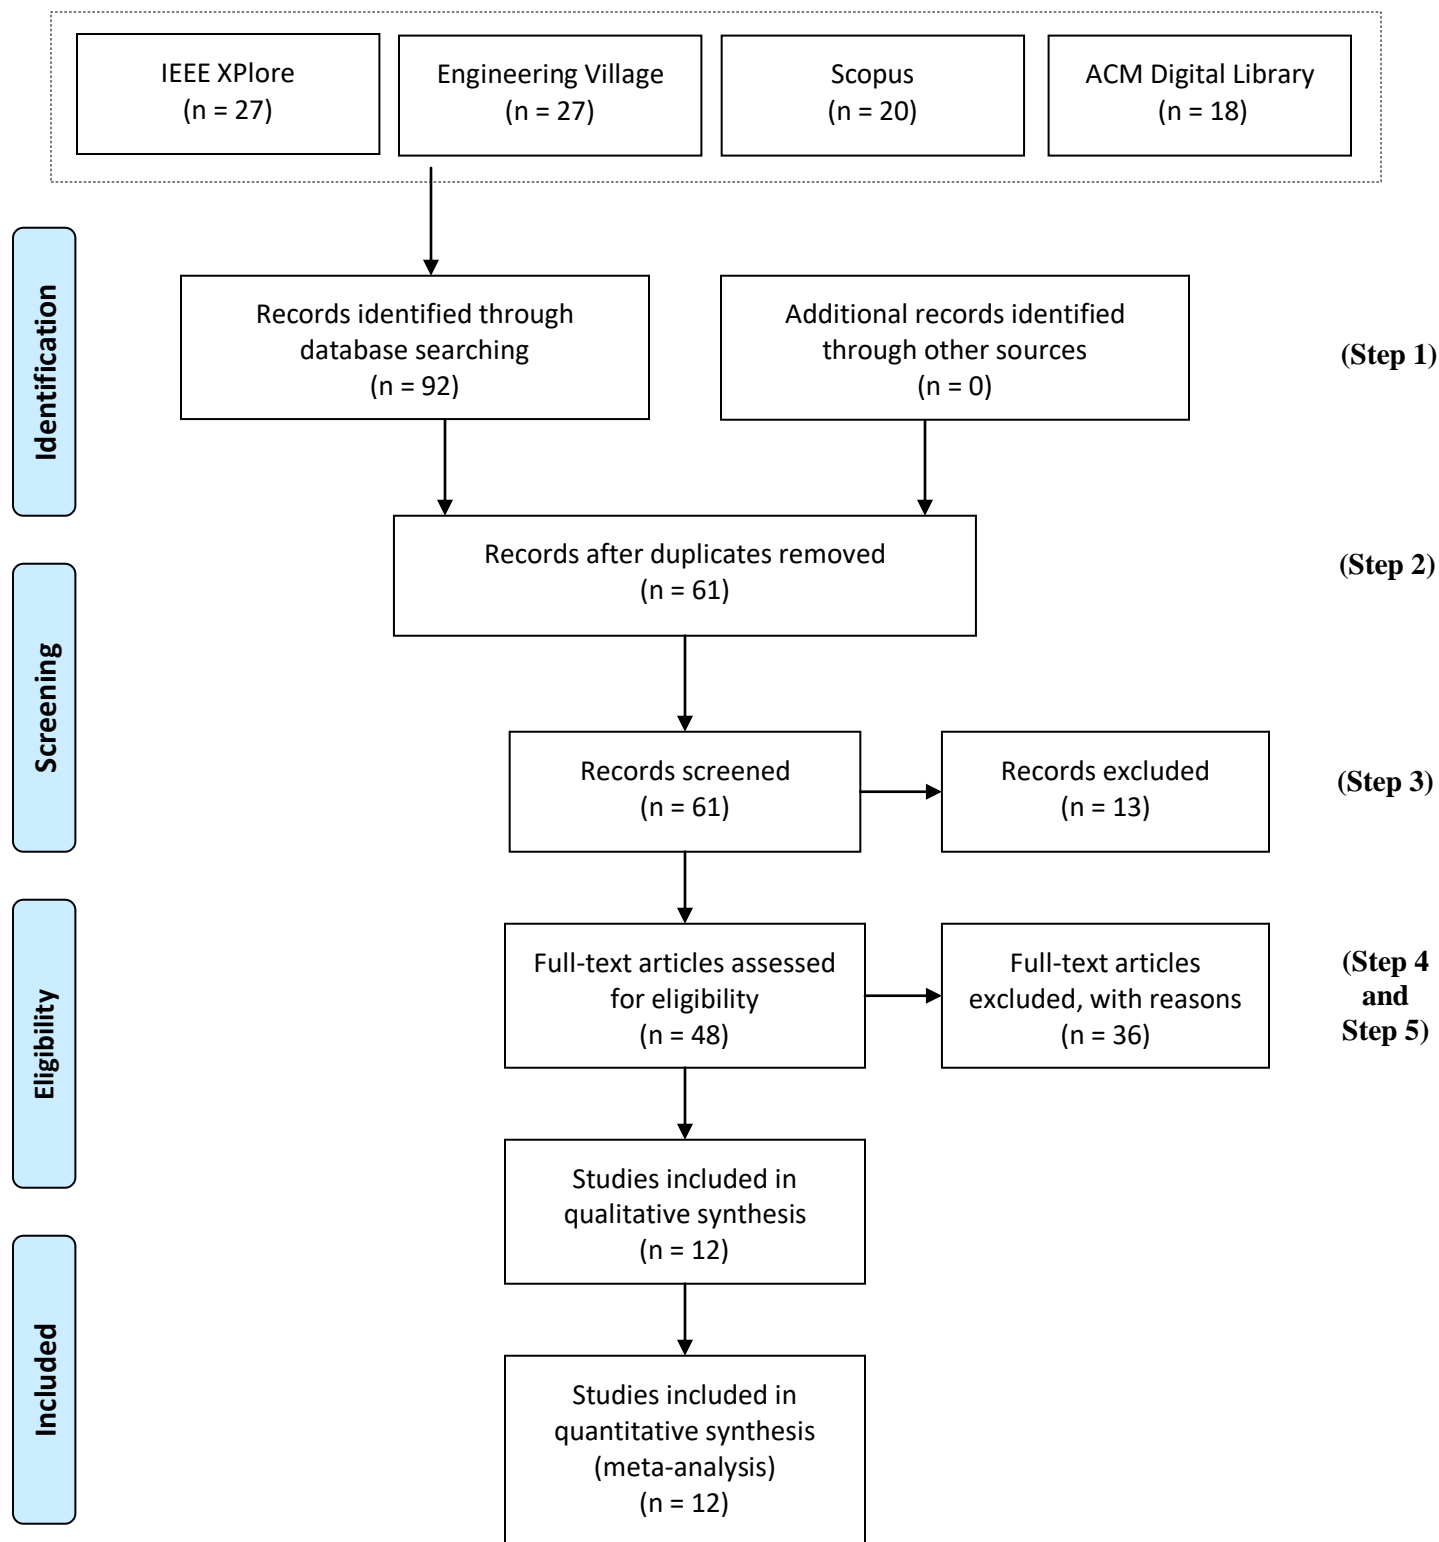 IEEE XPlore
(n = 27)
Engineering Village
(n = 27)
Scopus
(n = 20)
ACM Digital Library
(n = 18)
Identification
Records identified through
database searching
(n = 92)
Additional records identified
through other sources
(n = 0)
(Step 1)
Records after duplicates removed
(n = 61)
(Step 2)
Screening
Records screened
(n = 61)
Records excluded
(n = 13)
(Step 3)
Eligibility
Full-text articles assessed
for eligibility
(n = 48)
Full-text articles
excluded, with reasons
(n = 36)
(Step 4
and
Step 5)
Studies included in
qualitative synthesis
(n = 12)
Included
Studies included in
quantitative synthesis
(meta-analysis)
(n = 12)